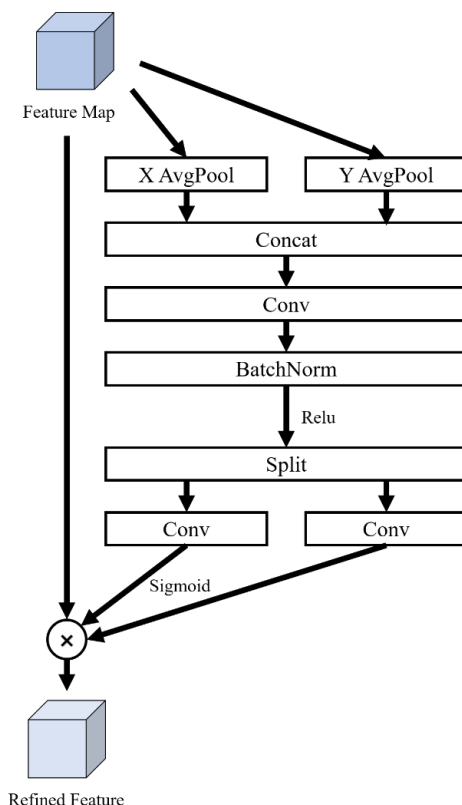 Feature Map
X AvgPool
Y AvgPool
Concat
Conv
BatchNorm
Relu
Split
Conv
Conv
Sigmoid
×
Refined Feature